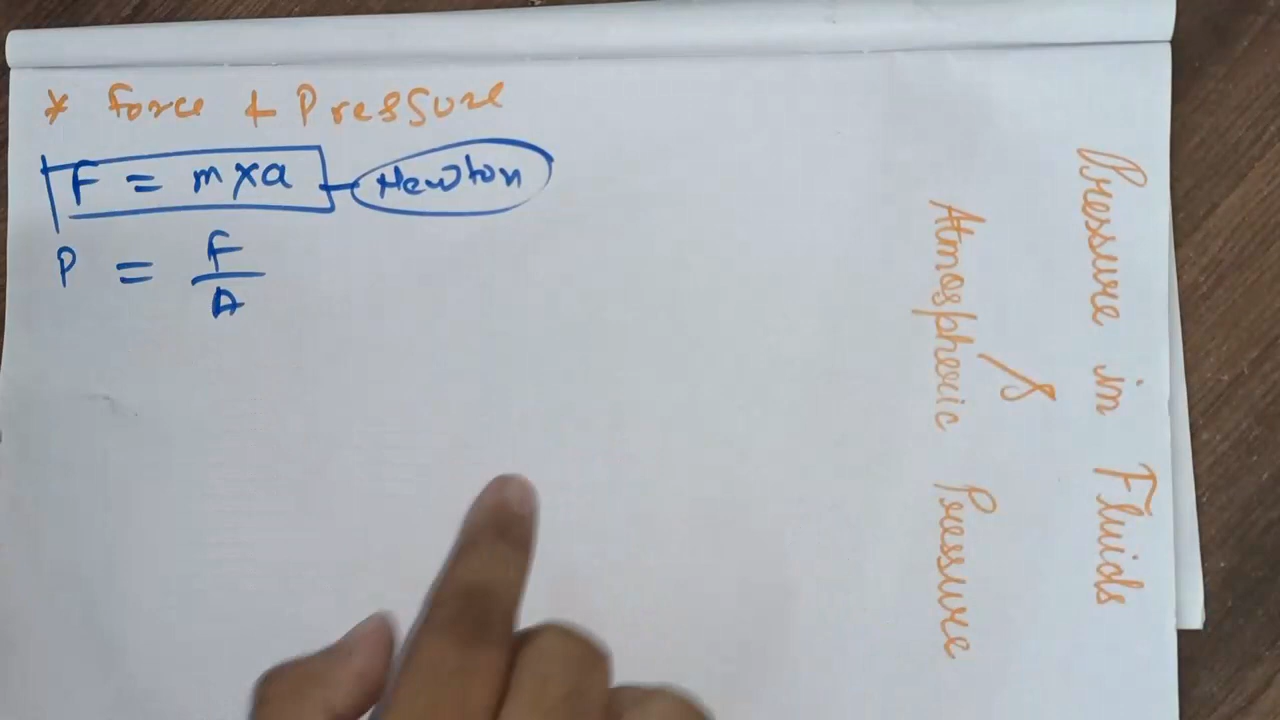 * Force + Pressure
F = m x a - Newton
P = F/A
Pressure in Fluids
&
Atmospheric Pressure